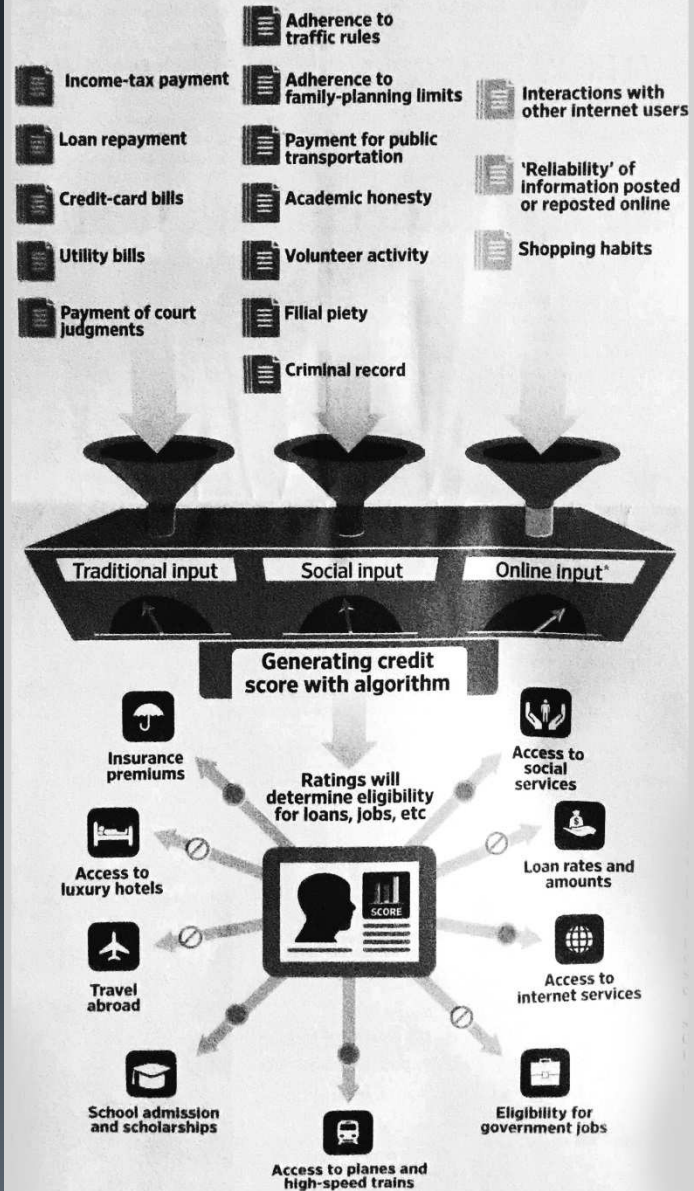 Income-tax payment
Loan repayment
Credit-card bills
Utility bills
Payment of court
judgments
Adherence to
traffic rules
Adherence to
family-planning limits
Payment for public
transportation
Academic honesty
Volunteer activity
Filial piety
Criminal record
Interactions with
other internet users
'Reliability' of
information posted
or reposted online
Shopping habits
Traditional input
Social input
Online input*
Generating credit
score with algorithm
Ratings will
determine eligibility
for loans, jobs, etc
SCORE
Insurance
premiums
Access to
luxury hotels
Travel
abroad
School admission
and scholarships
Access to planes and
high-speed trains
Eligibility for
government jobs
Access to
internet services
Loan rates and
amounts
$
Access to
social
services